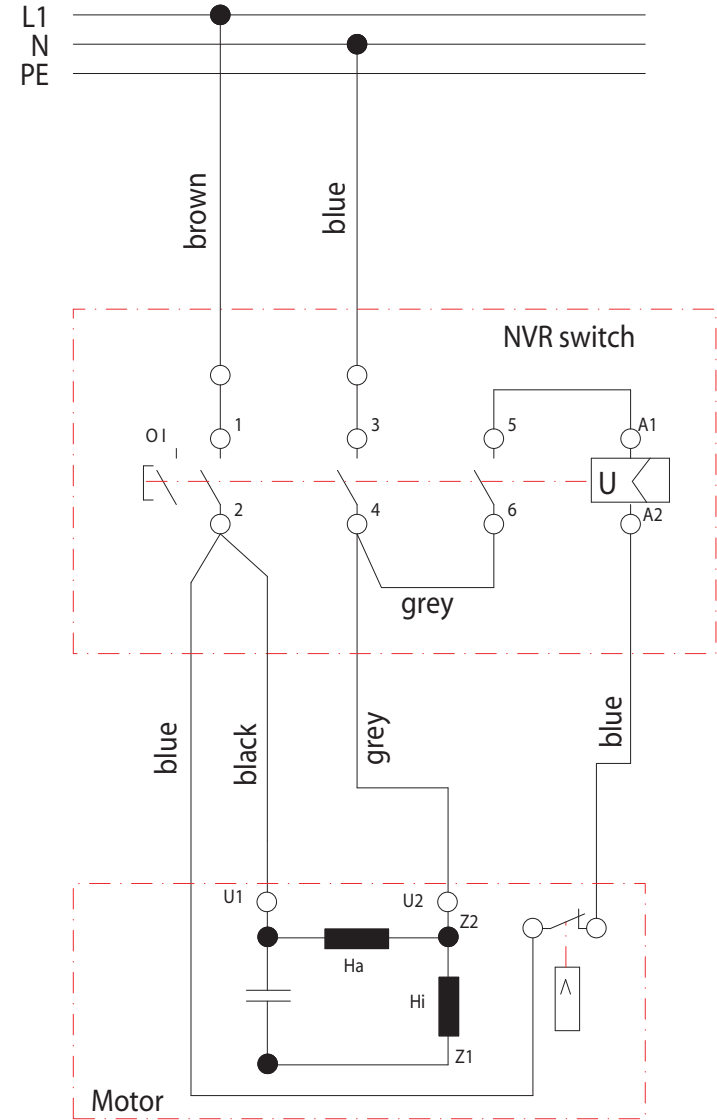 L1
N
PE
brown
blue
NVR switch
O I
1
3
5
A1
U
2
4
6
A2
grey
blue
black
grey
blue
U1
U2
Z2
Ha
Hi
Z1
Motor